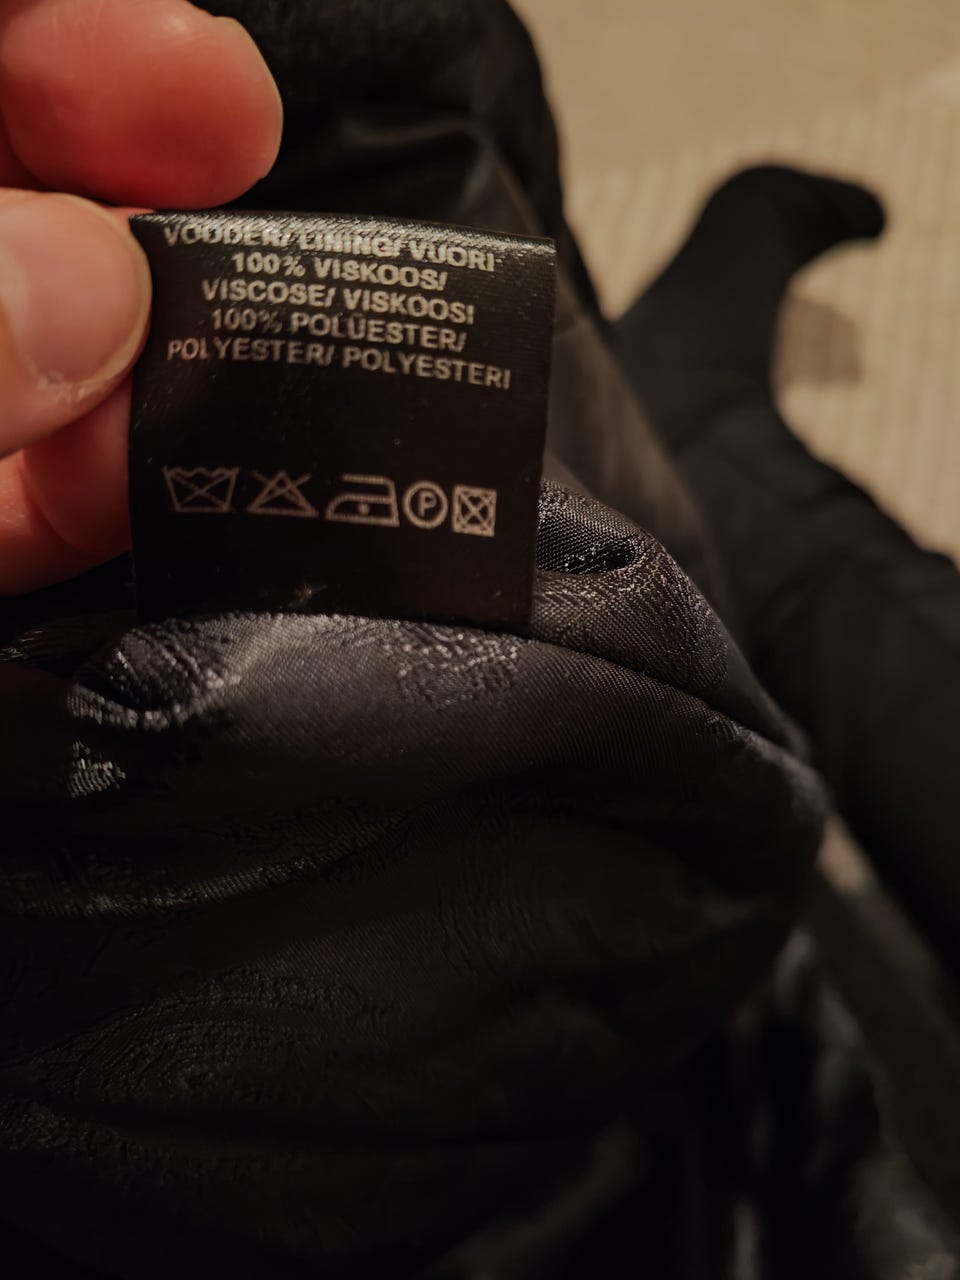 VOODER/ LINING/ VUORI
100% VISKOOS/
VISCOSE/ VISKOOSI
100% POLÜESTER/
POLYESTER/ POLYESTERI
P